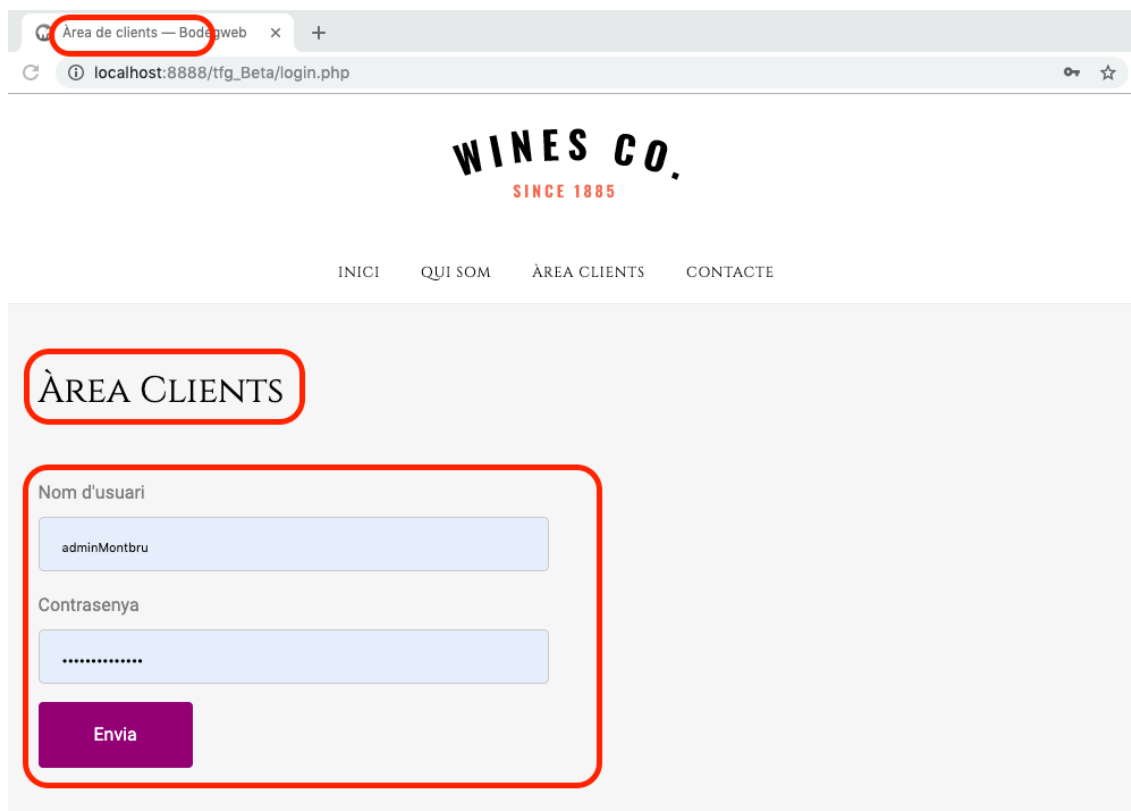 Àrea de clients — Bodegweb
localhost:8888/tfg_Beta/login.php
WINES CO.
SINCE 1885
INICI QUI SOM ÀREA CLIENTS CONTACTE
Àrea Clients
Nom d'usuari
adminMontbru
Contrasenya
••••••••••••••
Envia